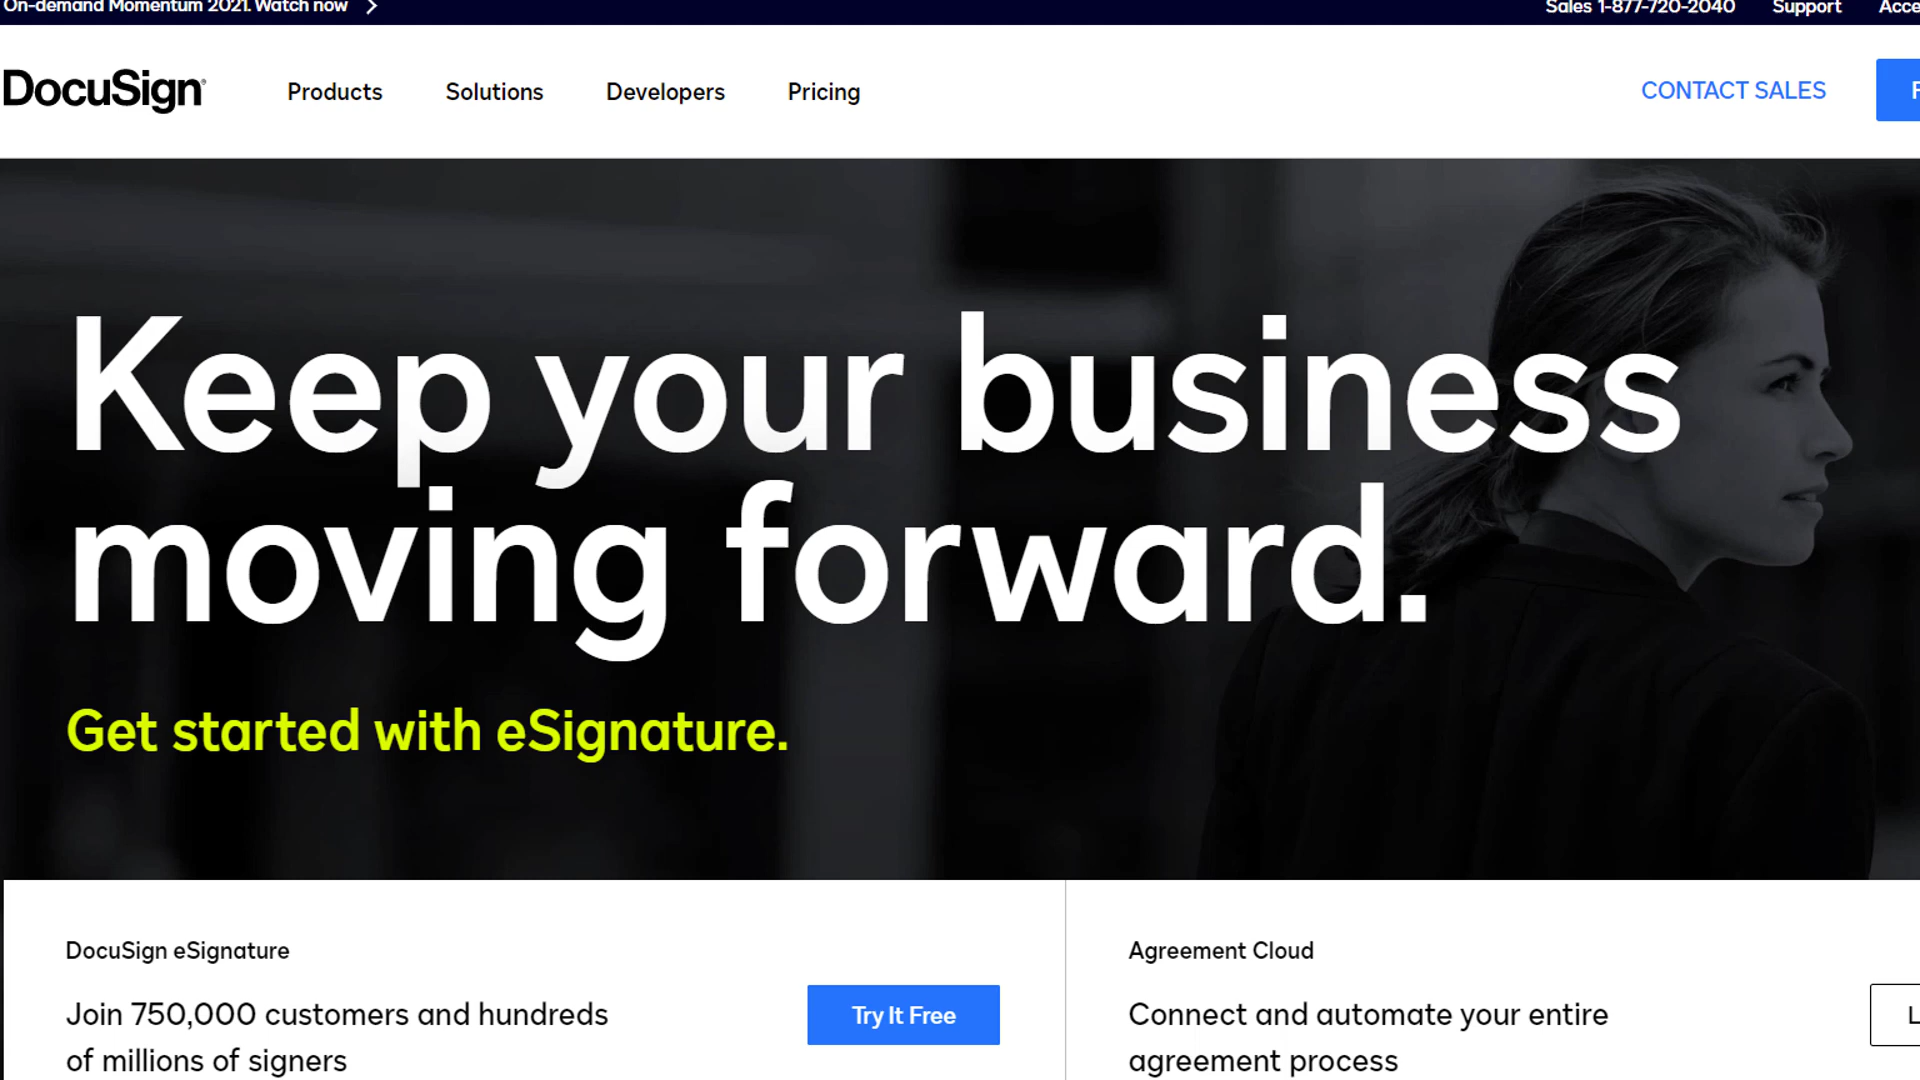 On-demand Momentum 2021. Watch now
Sales 1-877-720-2040 Support
DocuSign Products Solutions Developers Pricing CONTACT SALES
Keep your business
moving forward.
Get started with eSignature.
DocuSign eSignature
Join 750,000 customers and hundreds
of millions of signers
Try It Free
Agreement Cloud
Connect and automate your entire
agreement process